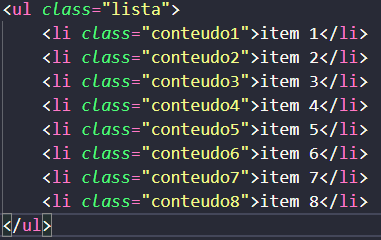 <ul class="lista">
<li class="conteudo1">item 1</li>
<li class="conteudo2">item 2</li>
<li class="conteudo3">item 3</li>
<li class="conteudo4">item 4</li>
<li class="conteudo5">item 5</li>
<li class="conteudo6">item 6</li>
<li class="conteudo7">item 7</li>
<li class="conteudo8">item 8</li>
</ul>